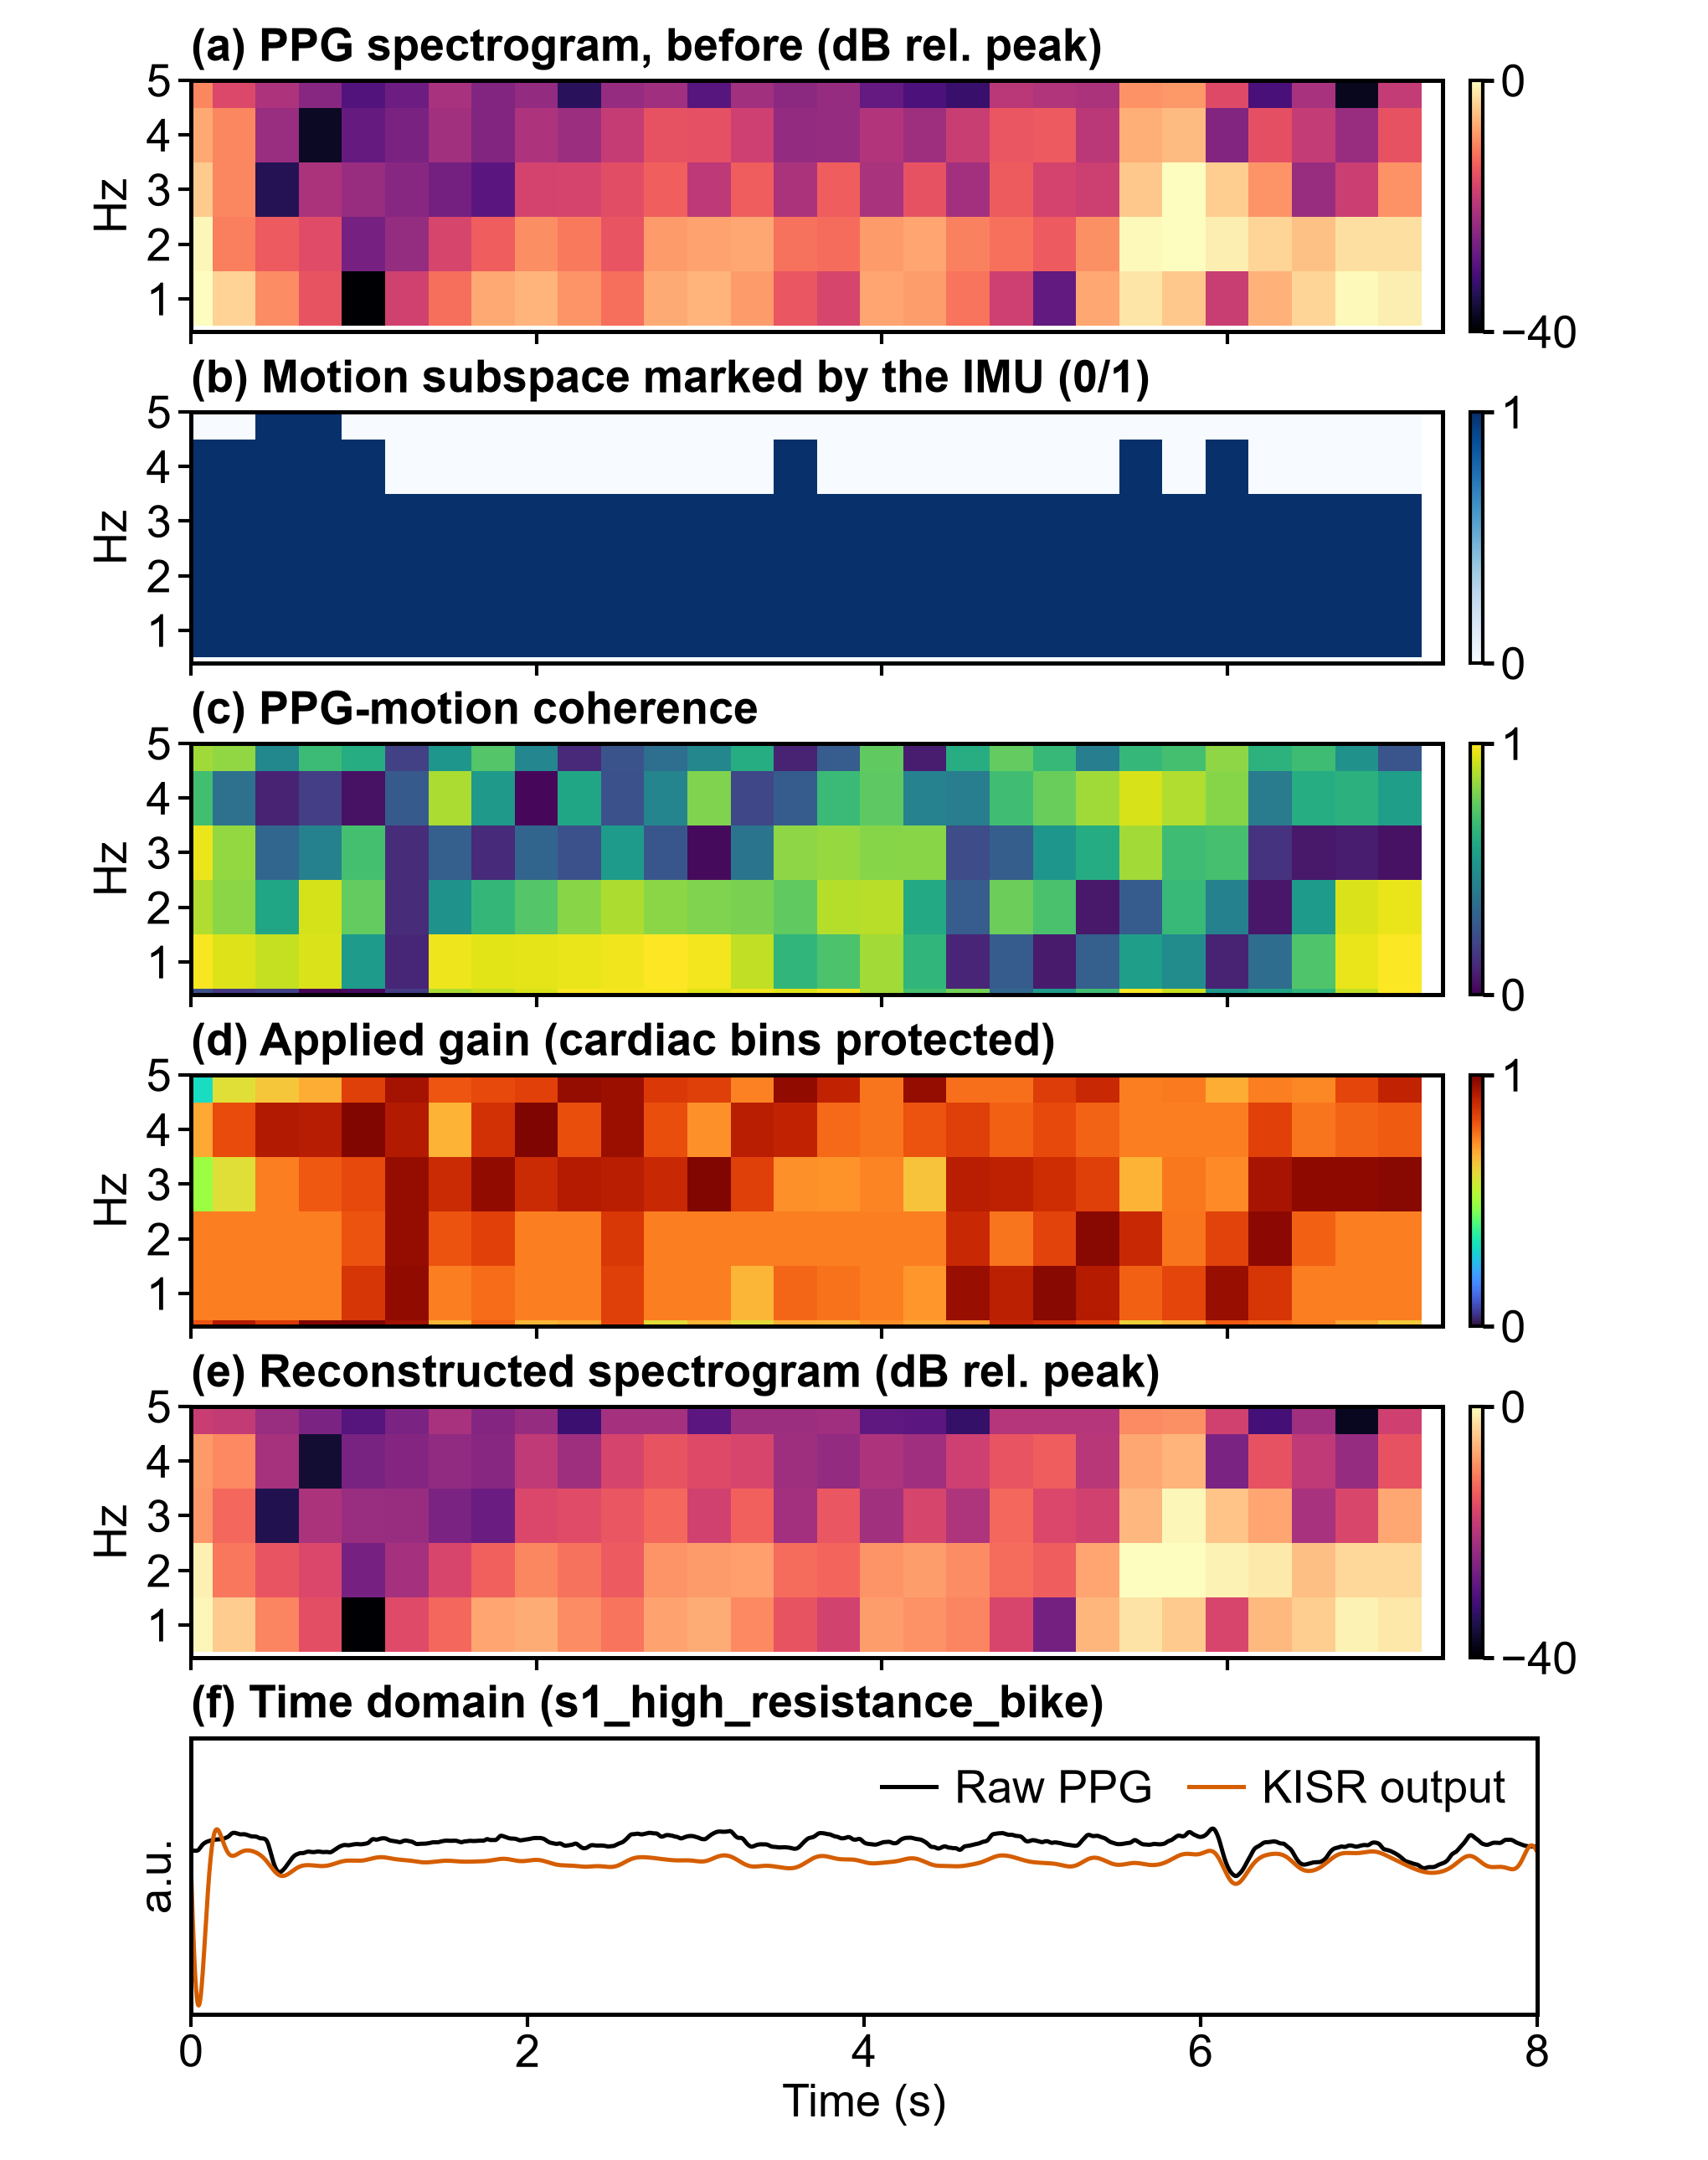 (a) PPG spectrogram, before (dB rel. peak)
5
4
3
2
1
Hz
0
−40
(b) Motion subspace marked by the IMU (0/1)
5
4
3
2
1
Hz
1
0
(c) PPG-motion coherence
5
4
3
2
1
Hz
1
0
(d) Applied gain (cardiac bins protected)
5
4
3
2
1
Hz
1
0
(e) Reconstructed spectrogram (dB rel. peak)
5
4
3
2
1
Hz
0
−40
(f) Time domain (s1_high_resistance_bike)
Raw PPG KISR output
a.u.
0 2 4 6 8
Time (s)